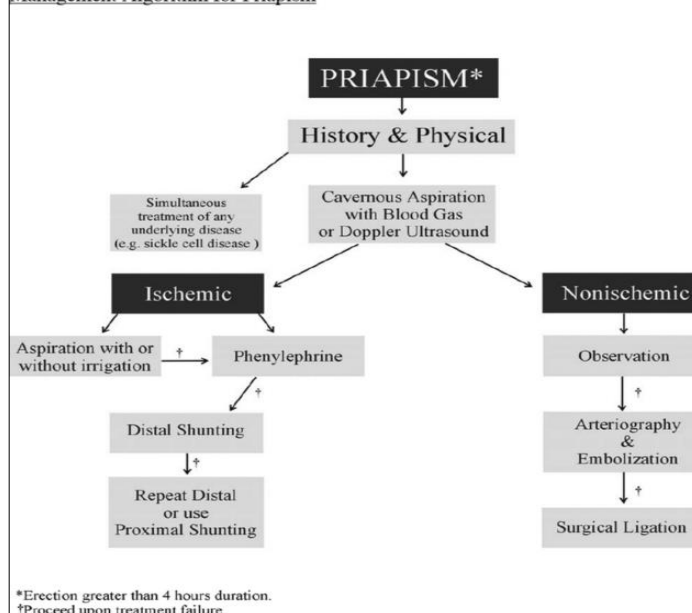 Management Algorithm for Priapism
PRIAPISM*
History & Physical
Simultaneous
treatment of any
underlying disease
(e.g. sickle cell disease )
Cavernous Aspiration
with Blood Gas
or Doppler Ultrasound
Ischemic
Nonischemic
Aspiration with or
without irrigation
†
Phenylephrine
Observation
†
†
Distal Shunting
Arteriography
&
Embolization
†
†
Repeat Distal
or use
Proximal Shunting
Surgical Ligation
*Erection greater than 4 hours duration.
†Proceed upon treatment failure